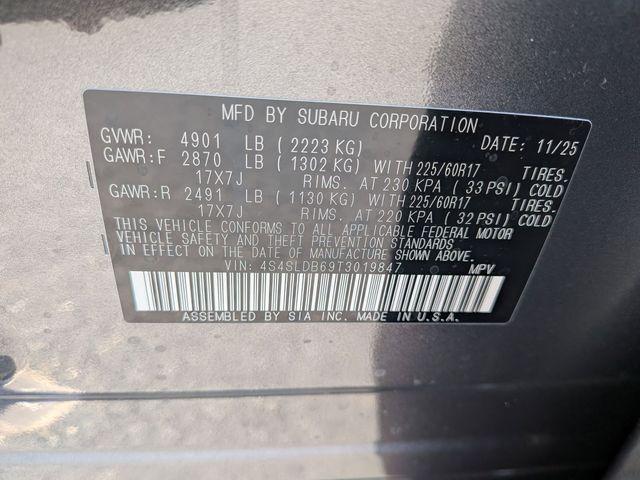 MFD BY SUBARU CORPORATION
GVWR: 4901 LB ( 2223 KG) DATE: 11/25
GAWR:F 2870 LB ( 1302 KG) WITH 225/60R17 TIRES.
17X7J RIMS. AT 230 KPA ( 33 PSI) COLD
GAWR:R 2491 LB ( 1130 KG) WITH 225/60R17 TIRES.
17X7J RIMS. AT 220 KPA ( 32 PSI) COLD.
THIS VEHICLE CONFORMS TO ALL APPLICABLE FEDERAL MOTOR
VEHICLE SAFETY AND THEFT PREVENTION STANDARDS
IN EFFECT ON THE DATE OF MANUFACTURE SHOWN ABOVE.
VIN: 4S4SLDB69T3019847 MPV
ASSEMBLED BY SIA INC. MADE IN U.S.A.